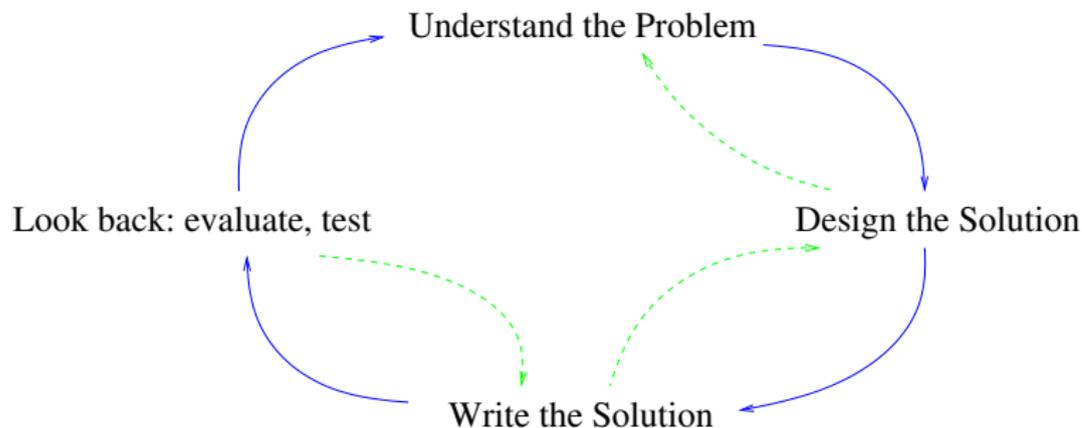 Understand the Problem
Look back: evaluate, test
Design the Solution
Write the Solution